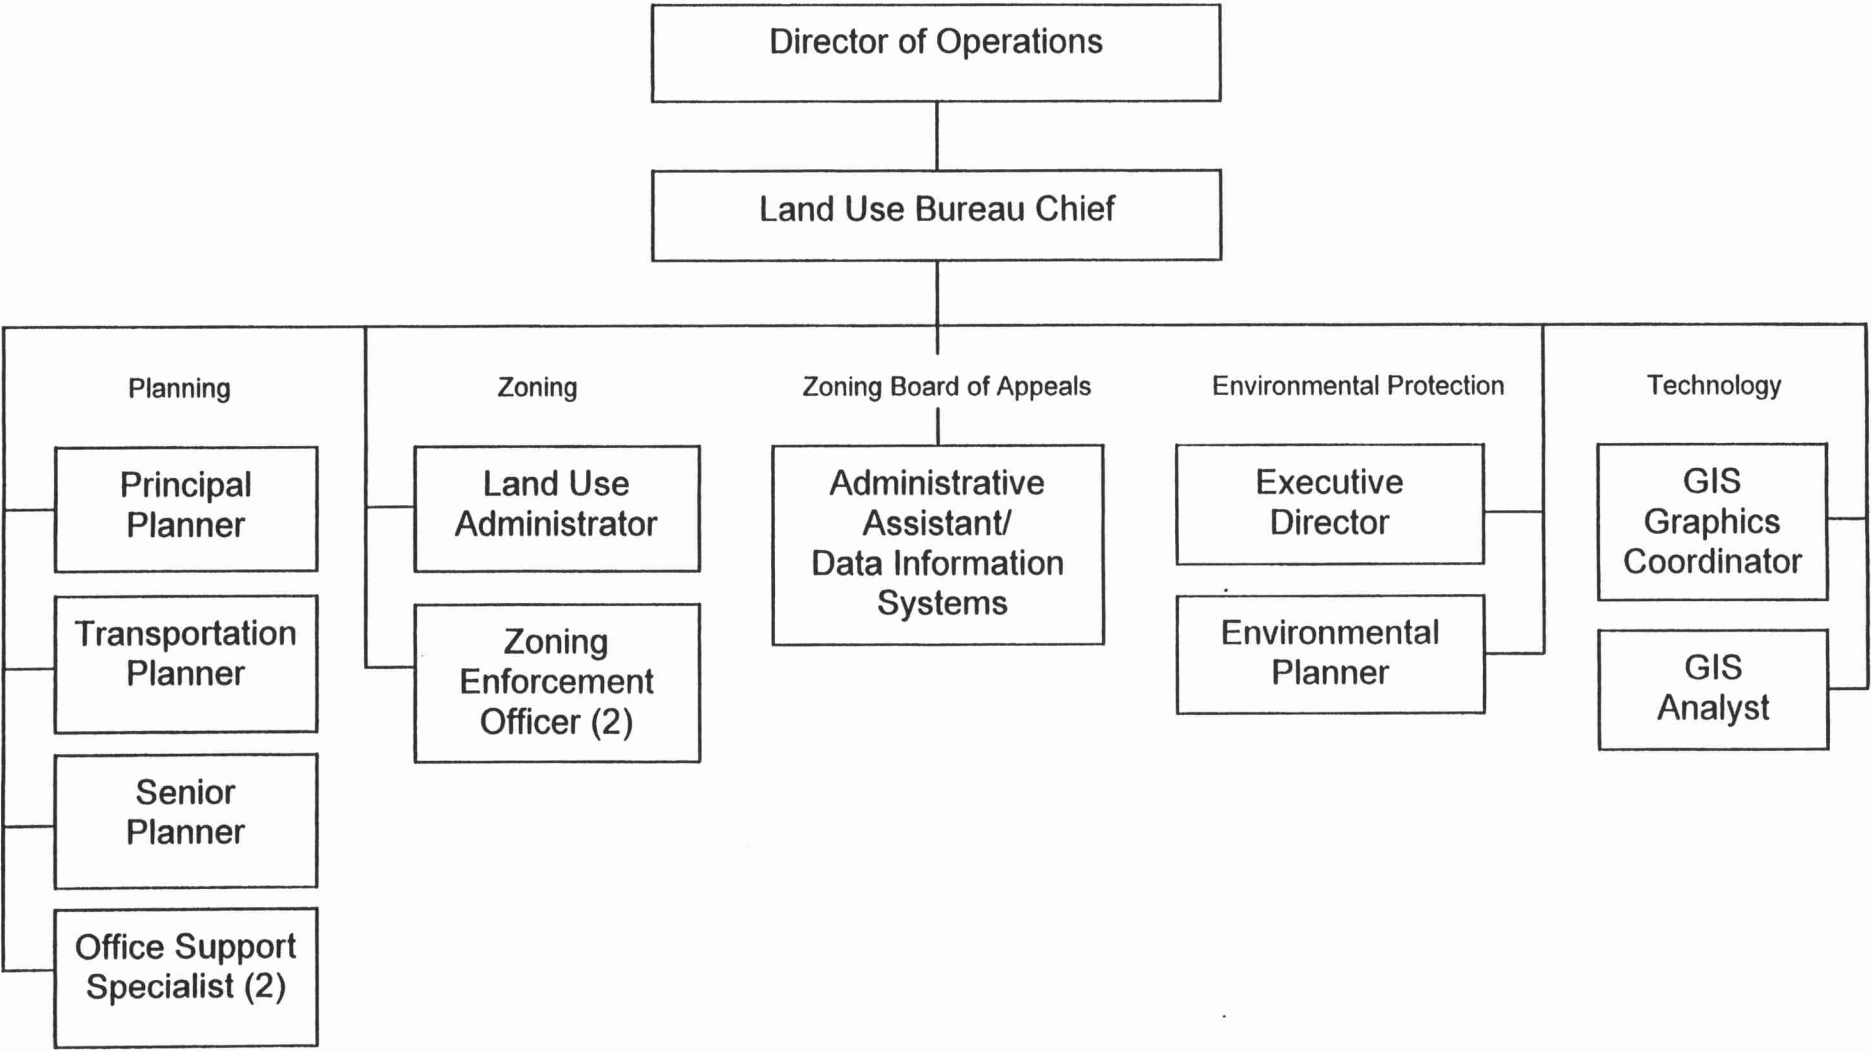 Director of Operations
Land Use Bureau Chief
Planning
Principal
Planner
Transportation
Planner
Senior
Planner
Office Support
Specialist (2)
Zoning
Land Use
Administrator
Zoning
Enforcement
Officer (2)
Zoning Board of Appeals
Administrative
Assistant/
Data Information
Systems
Environmental Protection
Executive
Director
Environmental
Planner
Technology
GIS
Graphics
Coordinator
GIS
Analyst